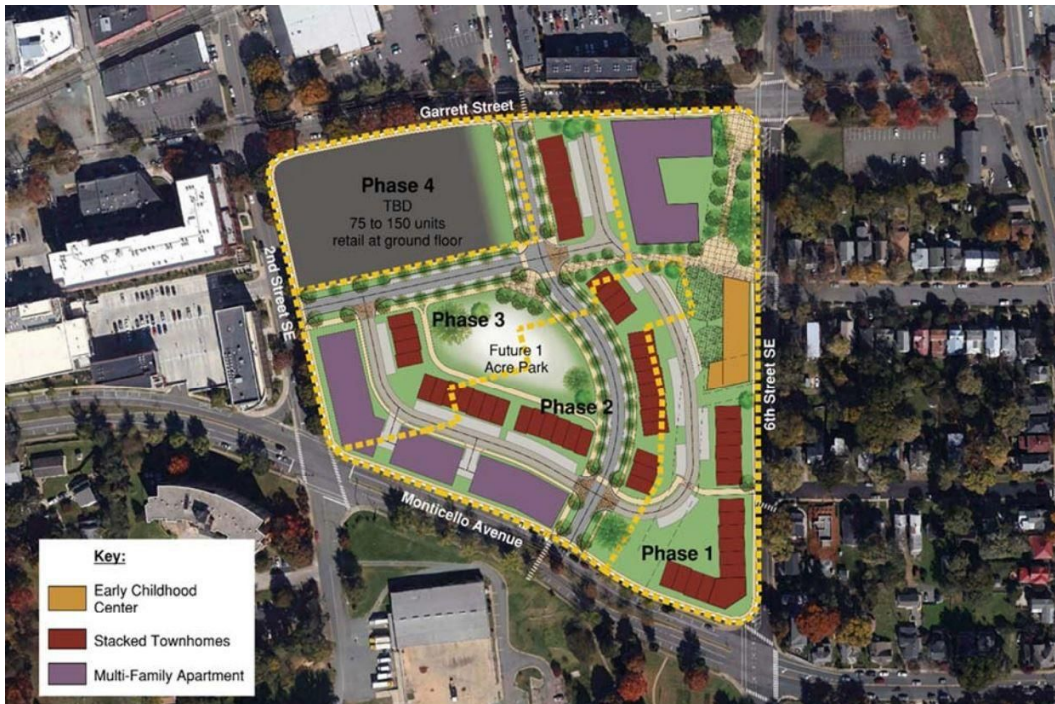 Garrett Street
Phase 4
TBD
75 to 150 units
retail at ground floor
2nd Street SE
Phase 3
Future 1
Acre Park
Phase 2
6th Street SE
Monticello Avenue
Phase 1
Key:
Early Childhood
Center
Stacked Townhomes
Multi-Family Apartment